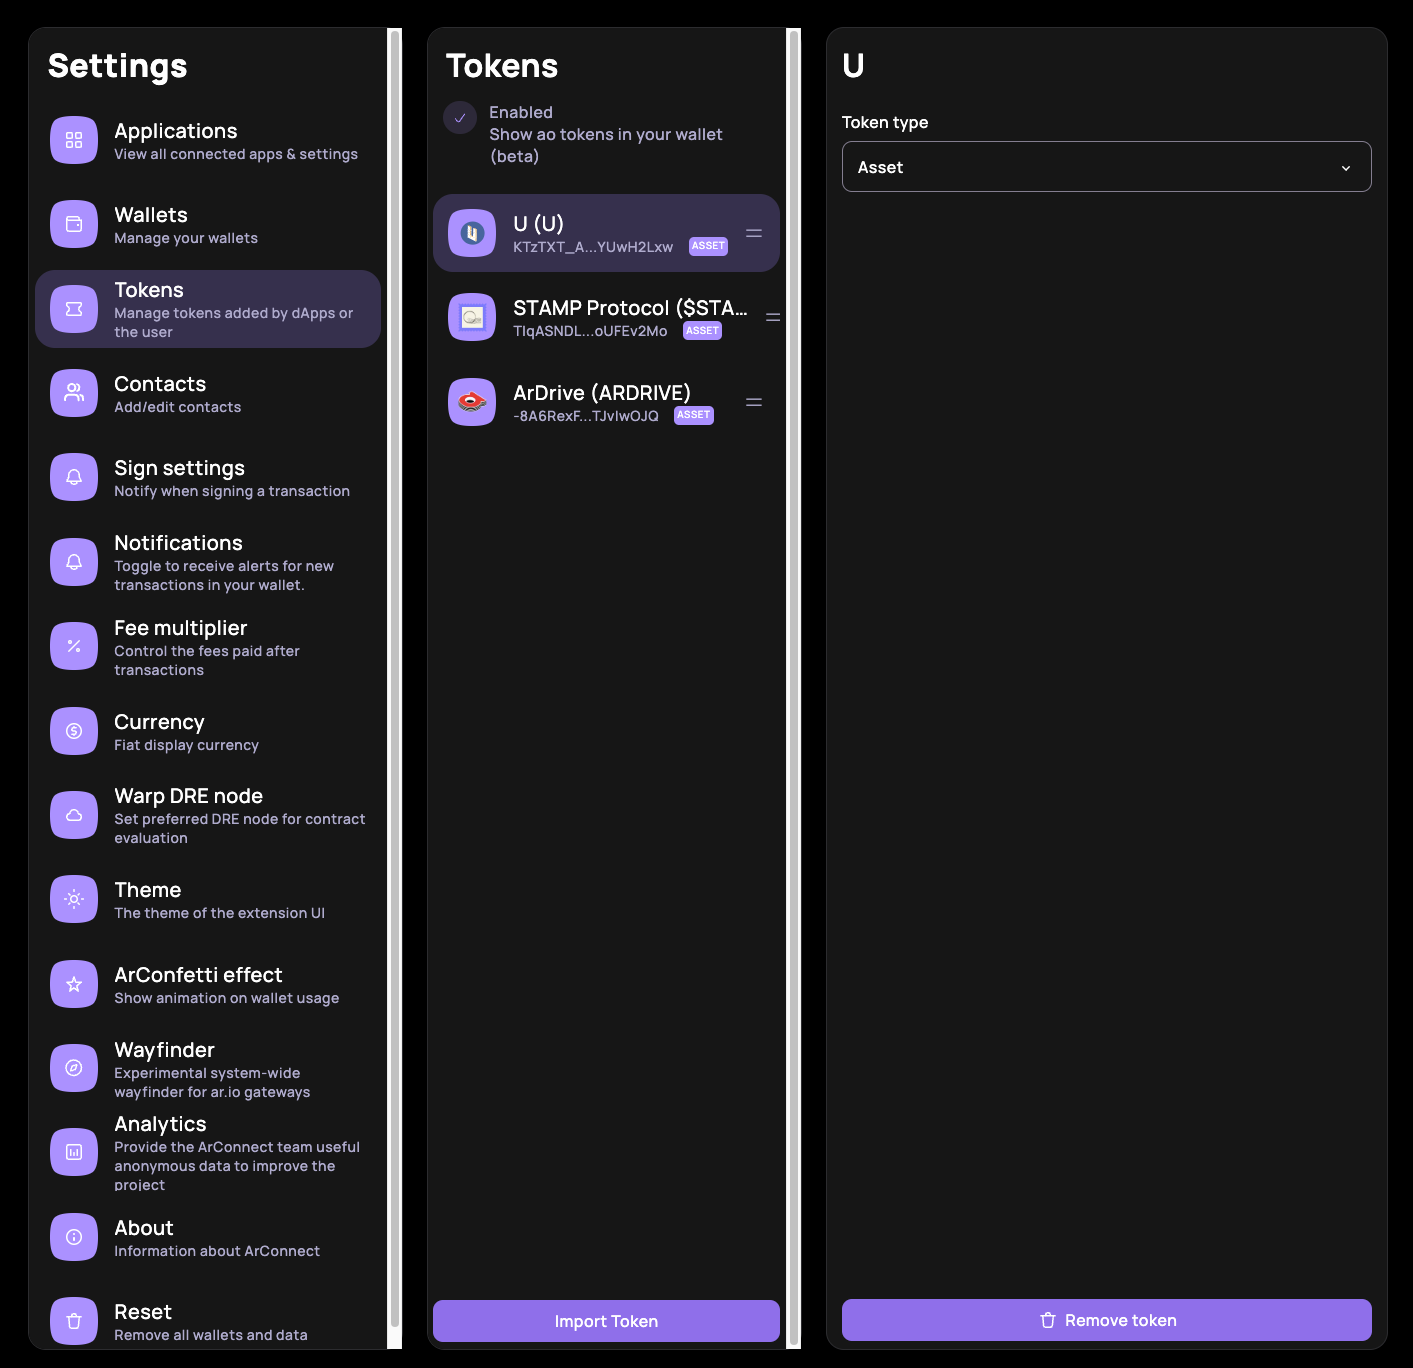 Settings
Applications
View all connected apps & settings
Wallets
Manage your wallets
Tokens
Manage tokens added by dApps or
the user
Contacts
Add/edit contacts
Sign settings
Notify when signing a transaction
Notifications
Toggle to receive alerts for new
transactions in your wallet.
Fee multiplier
Control the fees paid after
transactions
Currency
Fiat display currency
Warp DRE node
Set preferred DRE node for contract
evaluation
Theme
The theme of the extension UI
ArConfetti effect
Show animation on wallet usage
Wayfinder
Experimental system-wide
wayfinder for ar.io gateways
Analytics
Provide the ArConnect team useful
anonymous data to improve the
project
About
Information about ArConnect
Reset
Remove all wallets and data
Tokens
Enabled
Show ao tokens in your wallet
(beta)
U (U)
KTzTXT_A...YUwH2Lxw ASSET
STAMP Protocol ($STA...
TlqASNDL...oUFEv2Mo ASSET
ArDrive (ARDRIVE)
-8A6RexF...TJvlwOJQ ASSET
Import Token
U
Token type
Asset
Remove token